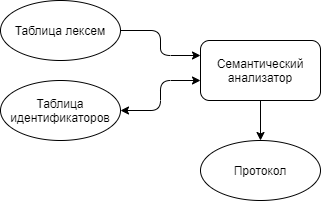 Таблица лексем
Семантический
анализатор
Таблица
идентификаторов
Протокол